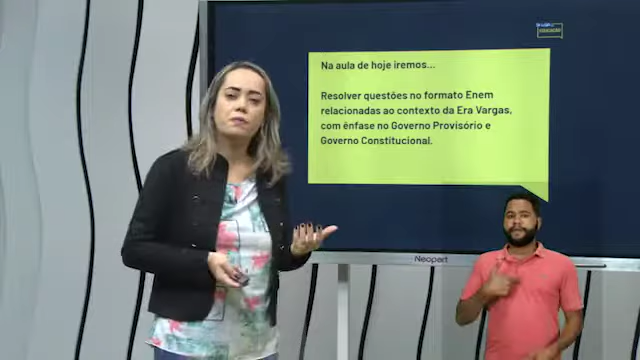 EDUCAÇÃO
Na aula de hoje iremos...
Resolver questões no formato Enem
relacionadas ao contexto da Era Vargas,
com ênfase no Governo Provisório e
Governo Constitucional.
Neopart